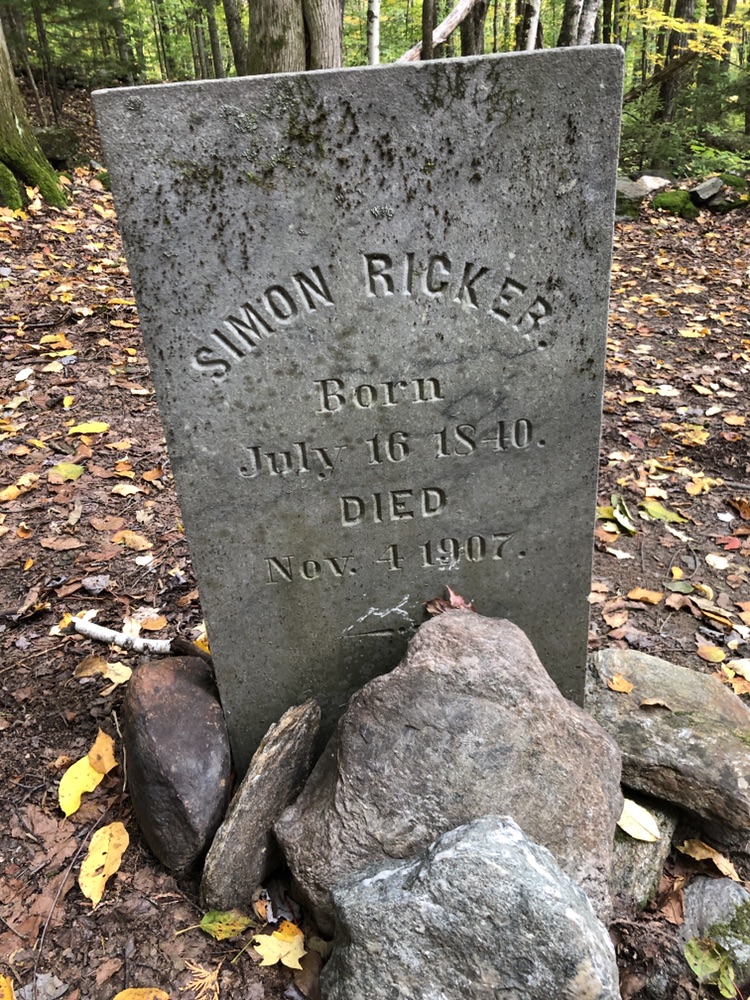 SIMON RICKER.
Born
July 16 1840.
DIED
Nov. 4 1907.